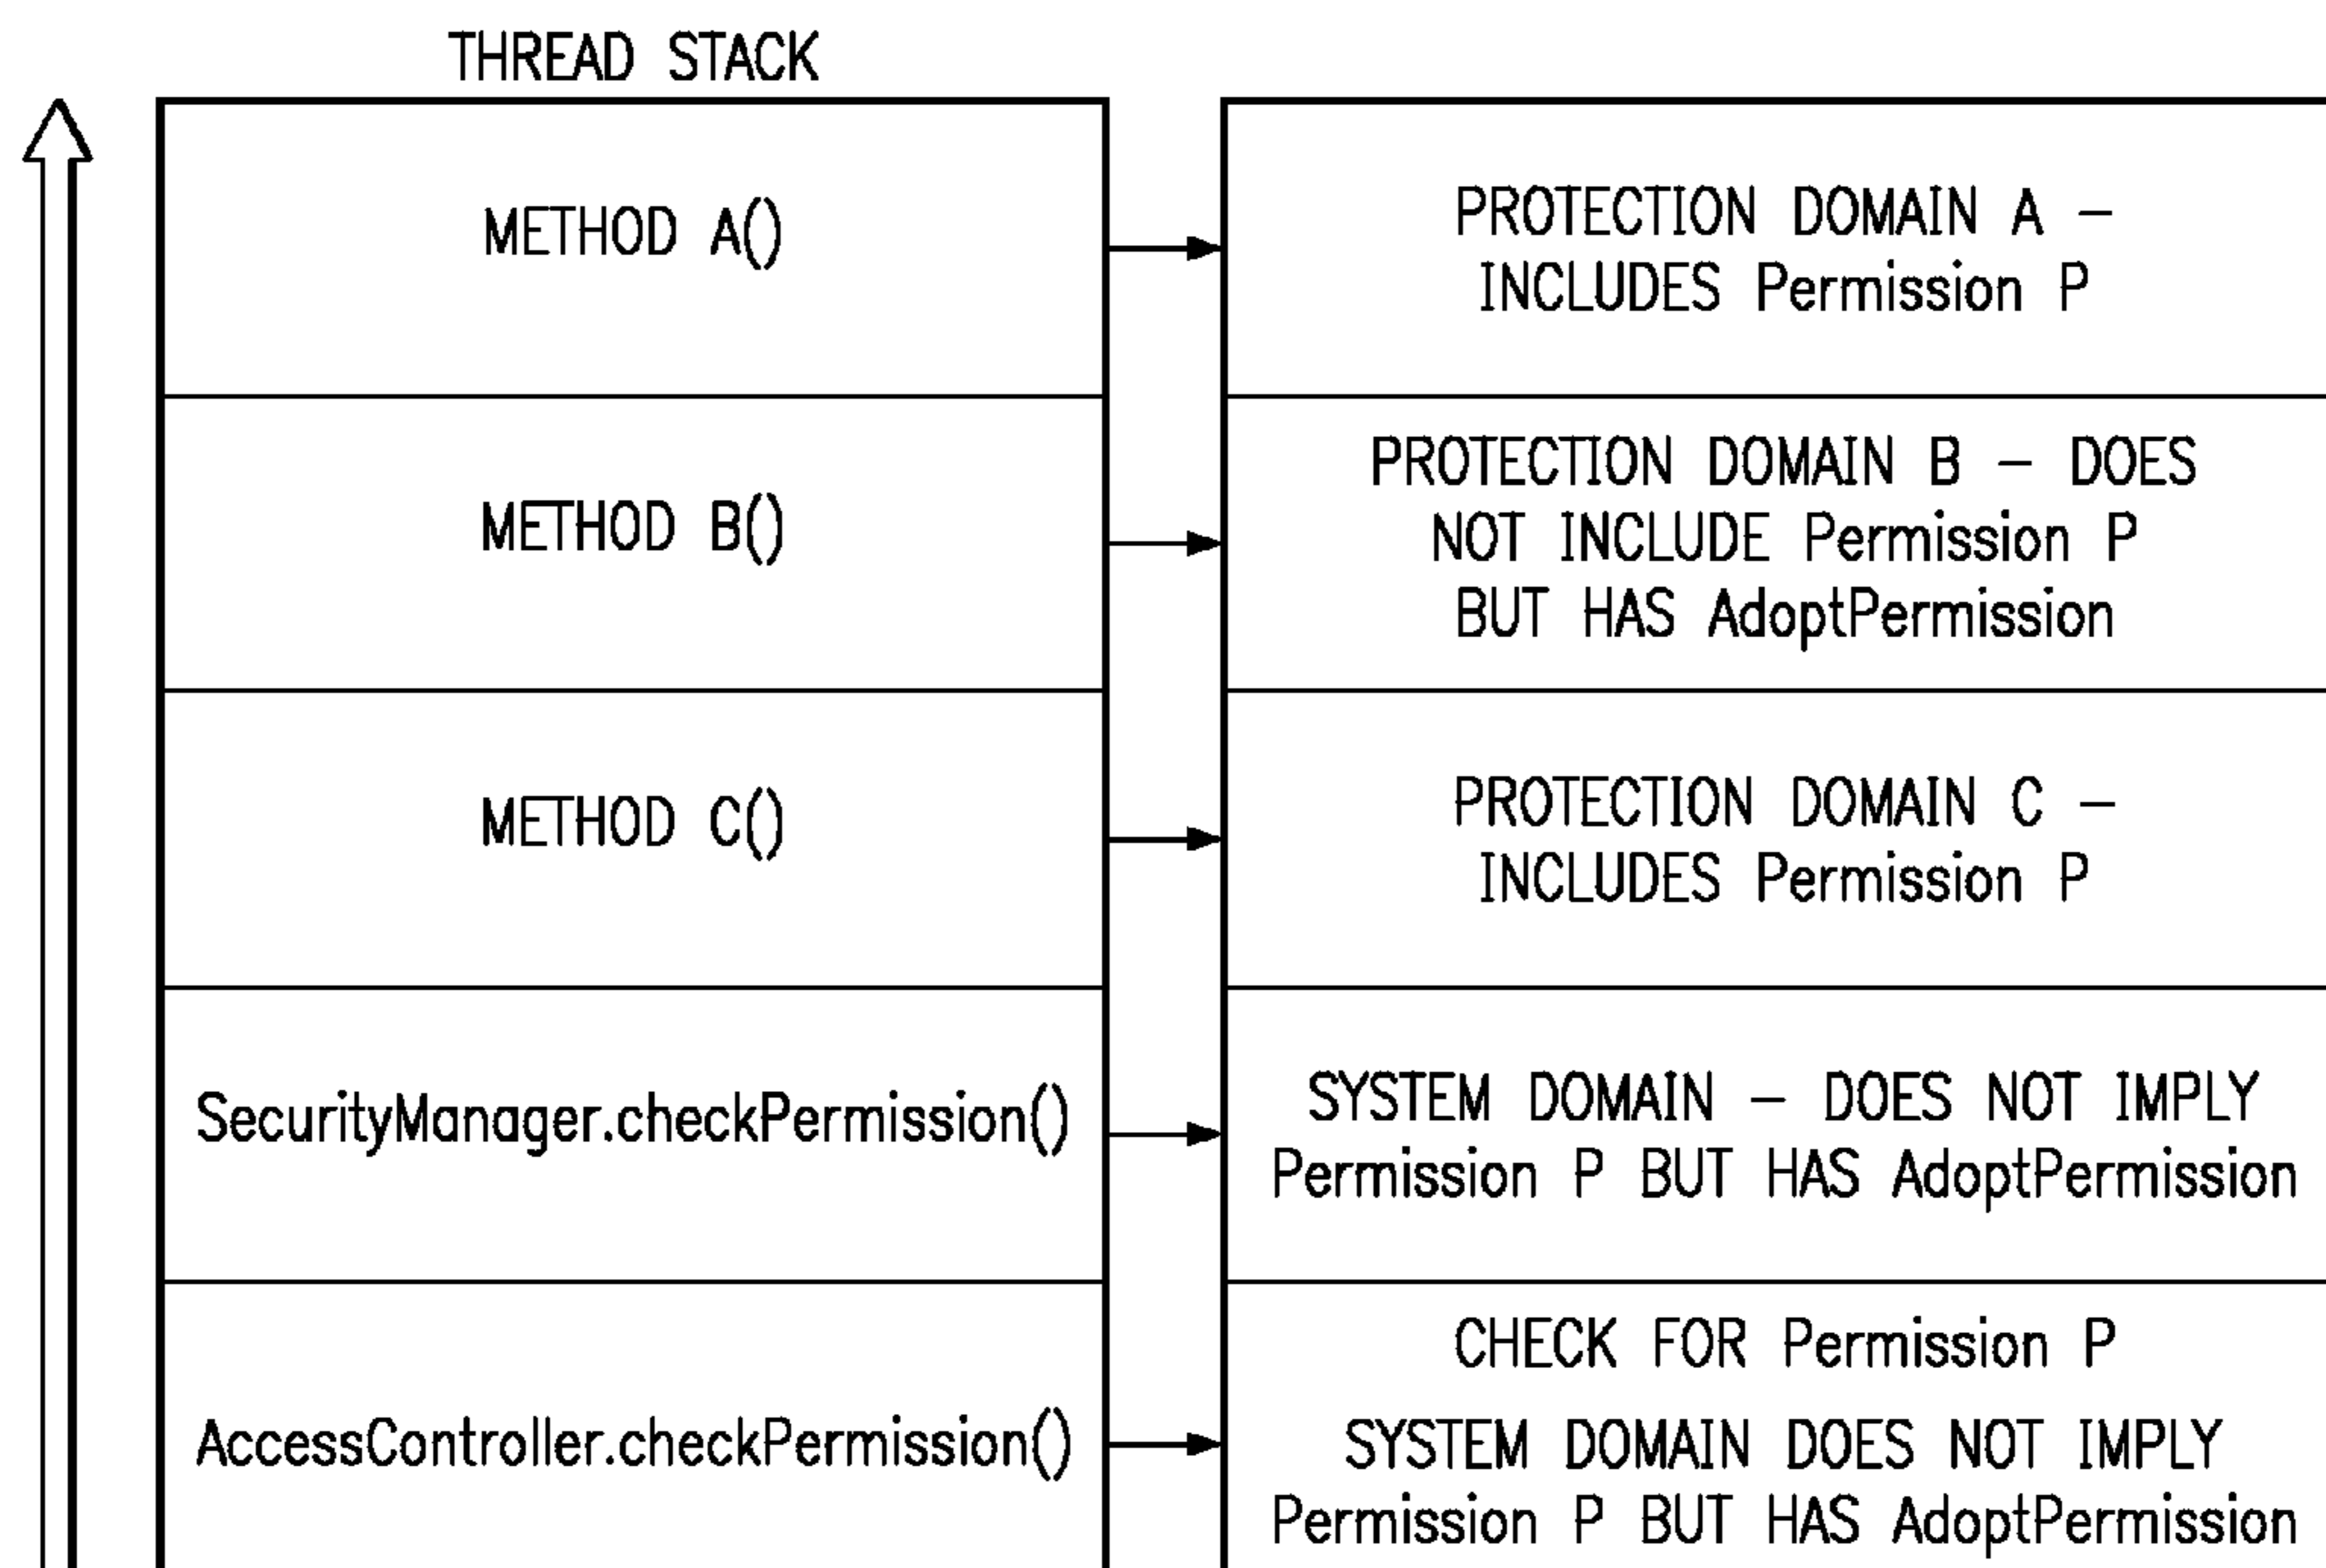 THREAD STACK
METHOD A()
PROTECTION DOMAIN A –
INCLUDES Permission P
METHOD B()
PROTECTION DOMAIN B – DOES
NOT INCLUDE Permission P
BUT HAS AdoptPermission
METHOD C()
PROTECTION DOMAIN C –
INCLUDES Permission P
SecurityManager.checkPermission()
SYSTEM DOMAIN – DOES NOT IMPLY
Permission P BUT HAS AdoptPermission
AccessController.checkPermission()
CHECK FOR Permission P
SYSTEM DOMAIN DOES NOT IMPLY
Permission P BUT HAS AdoptPermission